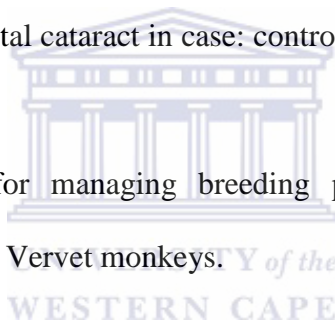 tal cataract in case: contro
for managing breeding p
UNIVERSITY of the
Vervet monkeys.
WESTERN CAPE